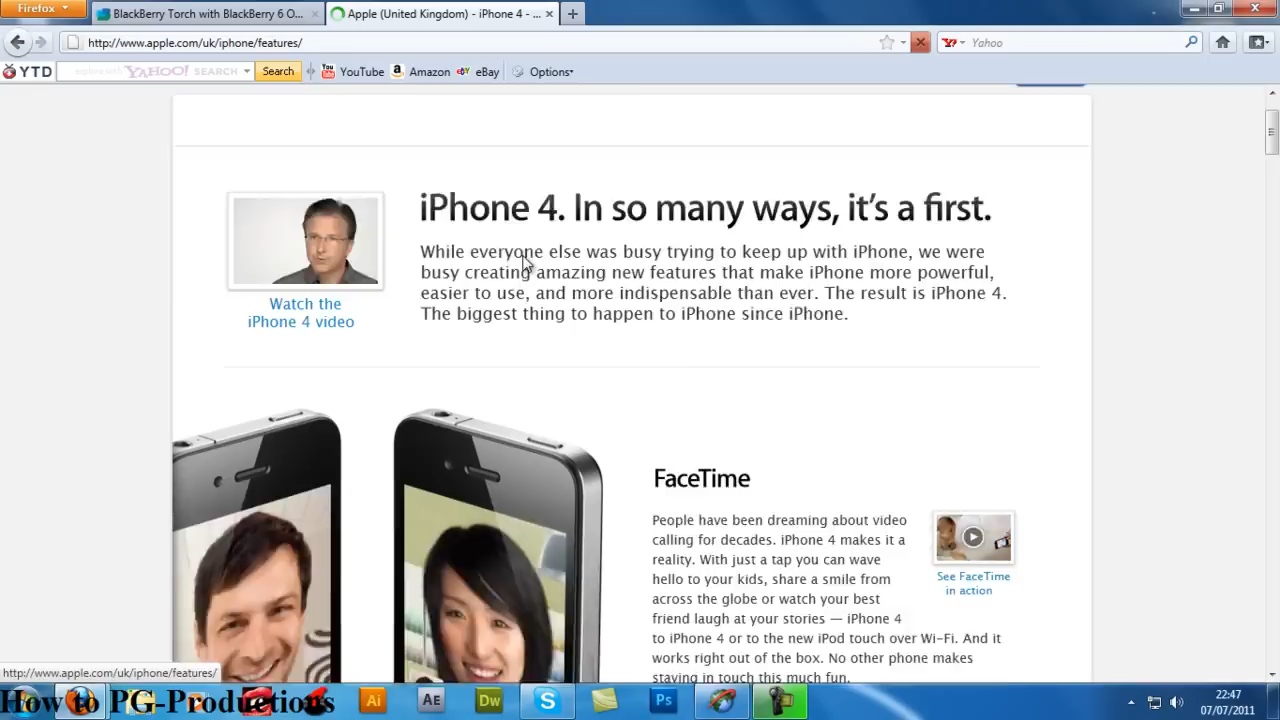 Firefox
BlackBerry Torch with BlackBerry 6 O...
Apple (United Kingdom) - iPhone 4 - ...
http://www.apple.com/uk/iphone/features/
Yahoo
YTD
explore with YAHOO! SEARCH
Search
YouTube
Amazon
eBay
Options
iPhone 4. In so many ways, it's a first.
While everyone else was busy trying to keep up with iPhone, we were
busy creating amazing new features that make iPhone more powerful,
easier to use, and more indispensable than ever. The result is iPhone 4.
The biggest thing to happen to iPhone since iPhone.
Watch the
iPhone 4 video
FaceTime
People have been dreaming about video
calling for decades. iPhone 4 makes it a
reality. With just a tap you can wave
hello to your kids, share a smile from
across the globe or watch your best
friend laugh at your stories — iPhone 4
to iPhone 4 or to the new iPod touch over Wi-Fi. And it
works right out of the box. No other phone makes
staying in touch this much fun.
See FaceTime
in action
http://www.apple.com/uk/iphone/features/
How to PG-Productions
Ai
Ae
Dw
S
Ps
22:47
07/07/2011